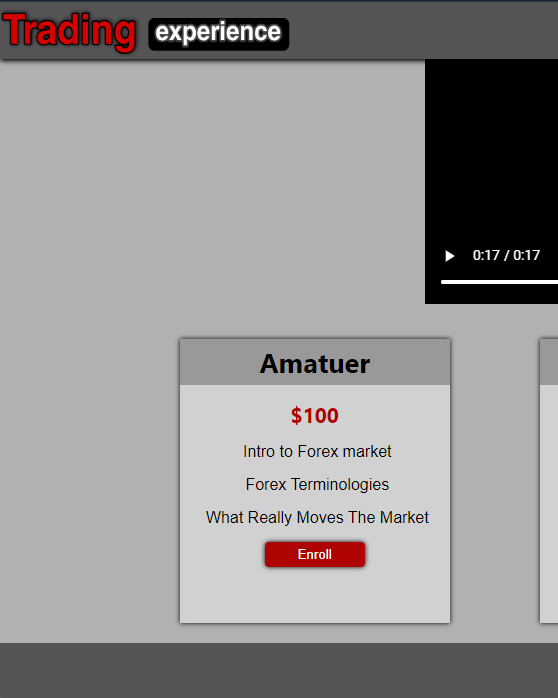 Trading experience
0:17 / 0:17
Amatuer
$100
Intro to Forex market
Forex Terminologies
What Really Moves The Market
Enroll